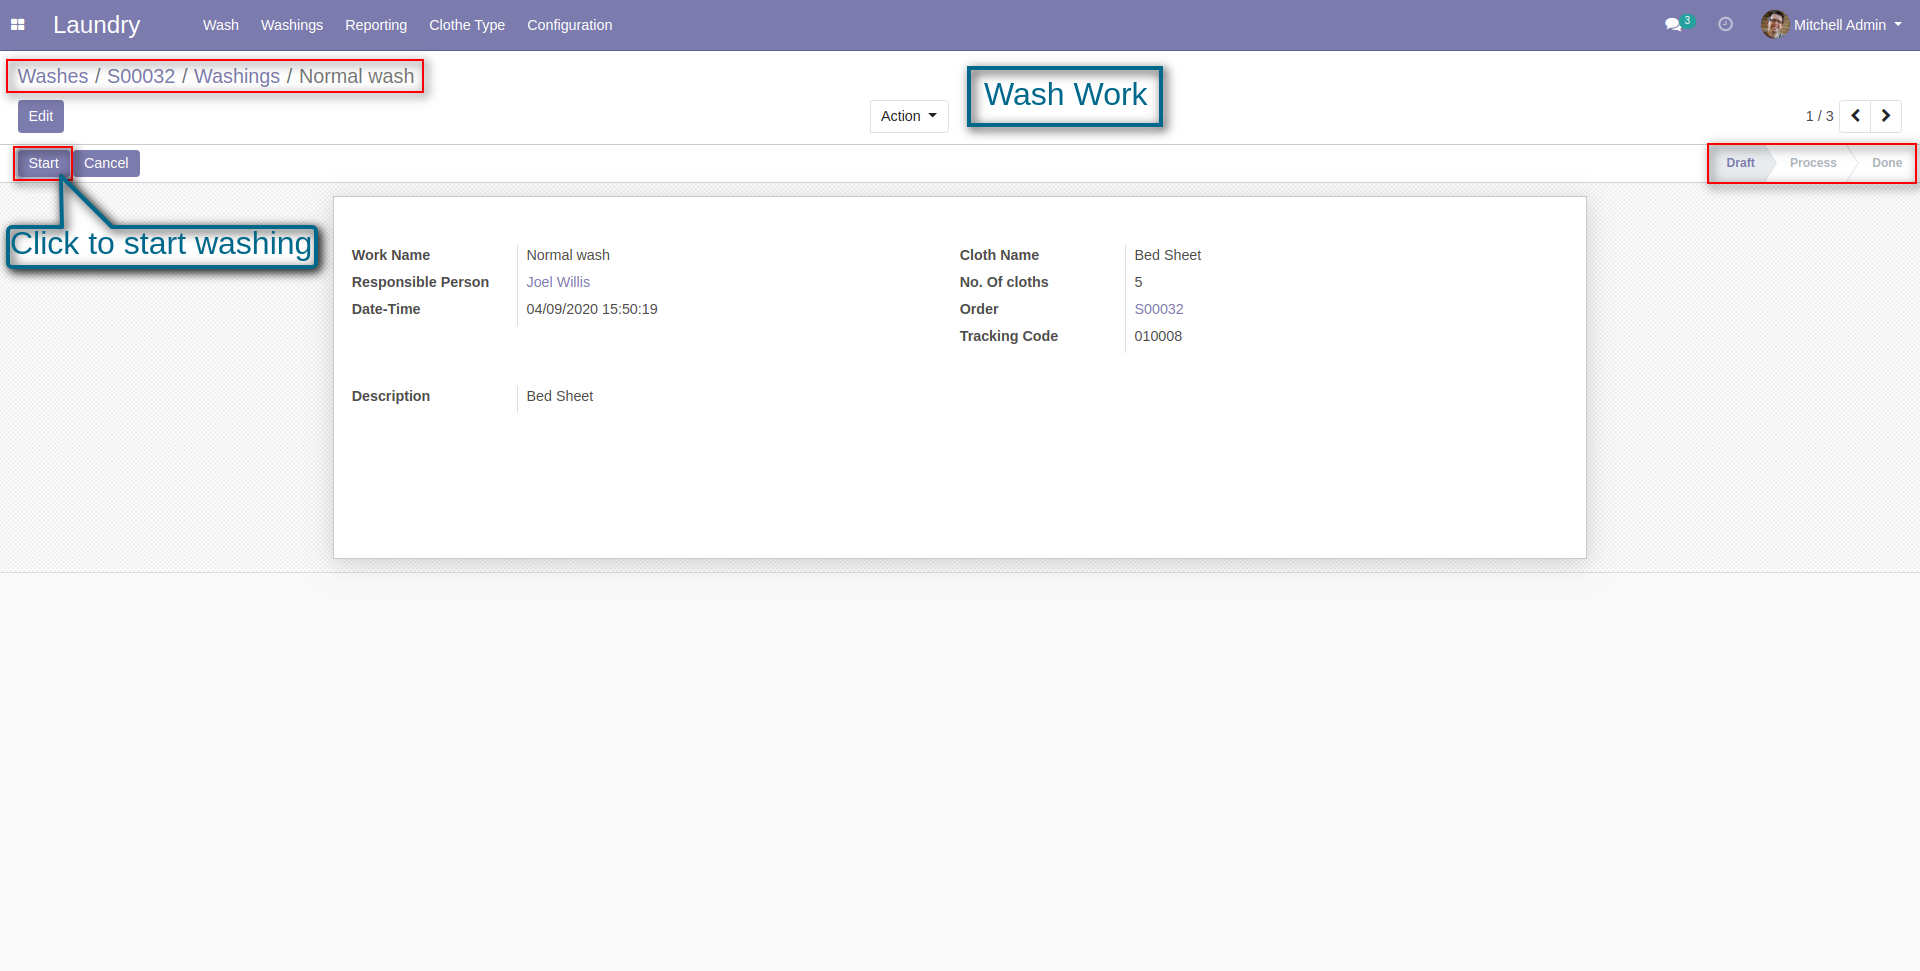 Laundry Wash Washings Reporting Clothe Type Configuration 3 Mitchell Admin
Washes / S00032 / Washings / Normal wash
Wash Work
Edit Action 1 / 3
Start Cancel Draft Process Done
Click to start washing
Work Name Normal wash Cloth Name Bed Sheet
Responsible Person Joel Willis No. Of cloths 5
Date-Time 04/09/2020 15:50:19 Order S00032
Tracking Code 010008
Description Bed Sheet